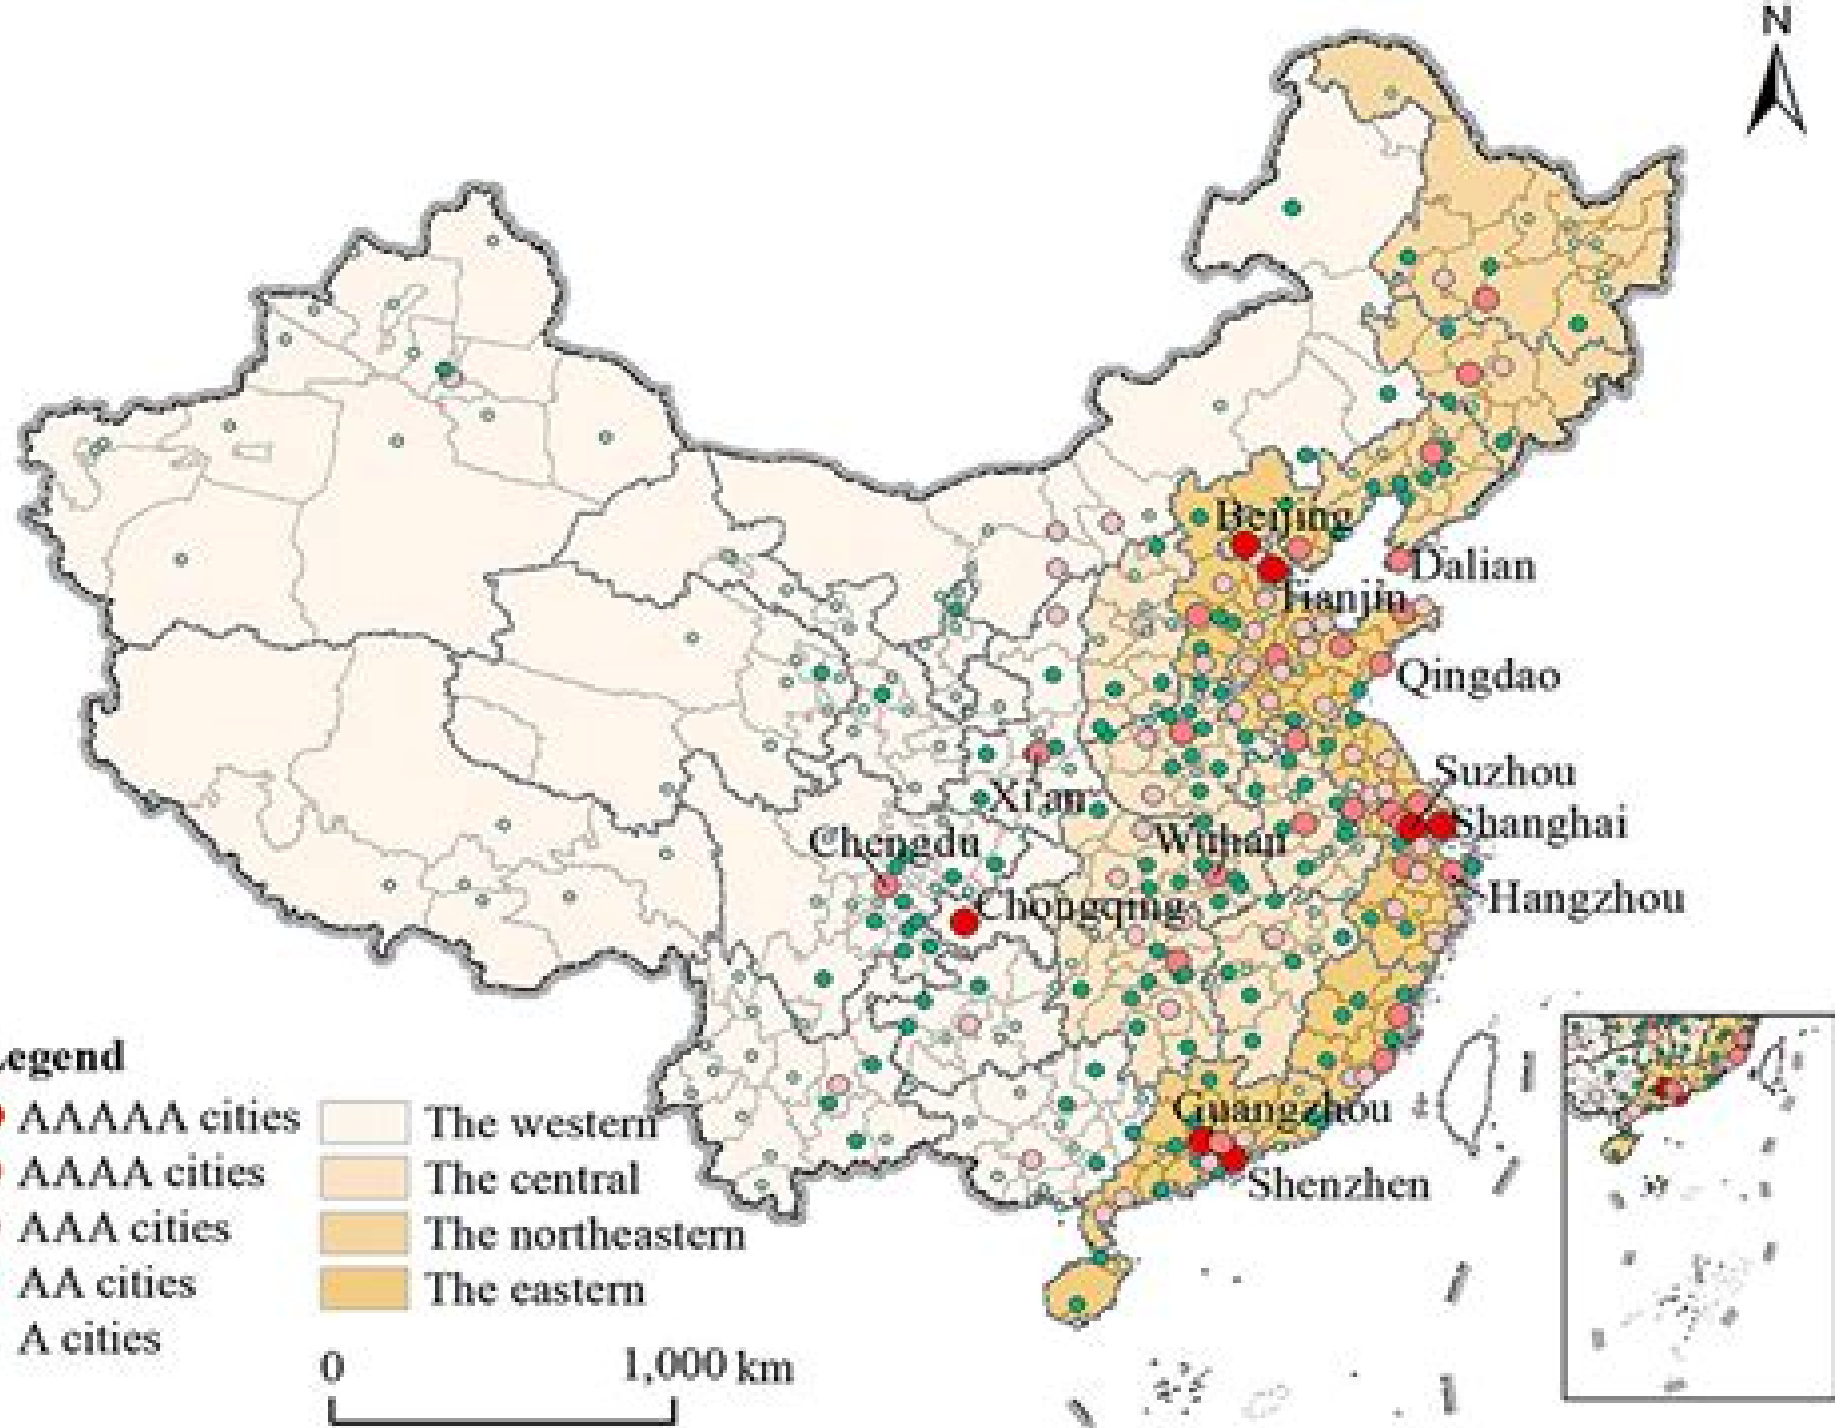 N
Beijing
Dalian
Tianjin
Qingdao
Suzhou
Xi'an
Shanghai
Chengdu
Wuhan
Hangzhou
Chongqing
Guangzhou
Shenzhen
egend
AAAAA cities
AAAA cities
AAA cities
AA cities
A cities
The western
The central
The northeastern
The eastern
0 1,000 km